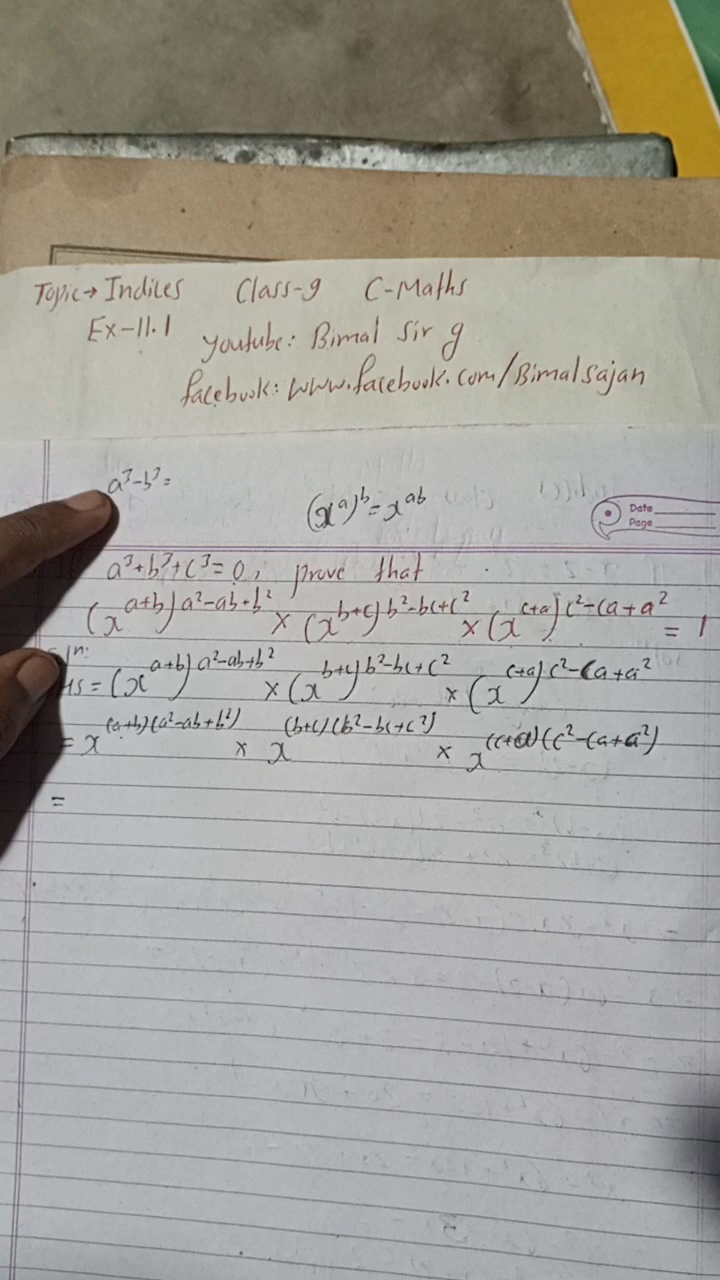 Topic→ Indices Class-9 C-Maths
Ex-11.1 youtube: Bimal Sir g
facebook: www.facebook.com/Bimalsajan
a³-b³=
(x^a)^b = x^ab
Date
Page
a³+b³+c³=0, prove that
(x^a+b)^a²-ab+b² × (x^b+c)^b²-bc+c² × (x^c+a)^c²-ca+a² = 1
n:
HS = (x^a+b)^a²-ab+b² × (x^b+c)^b²-bc+c² × (x^c+a)^c²-ca+a²
= x^(a+b)(a²-ab+b²) × x^(b+c)(b²-bc+c²) × x^(c+a)(c²-ca+a²)
=